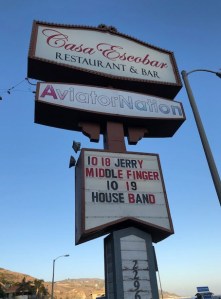 Casa Escobar
RESTAURANT & BAR
AviatorNation
10 18 JERRY
MIDDLE FINGER
10 19
HOUSE BAND